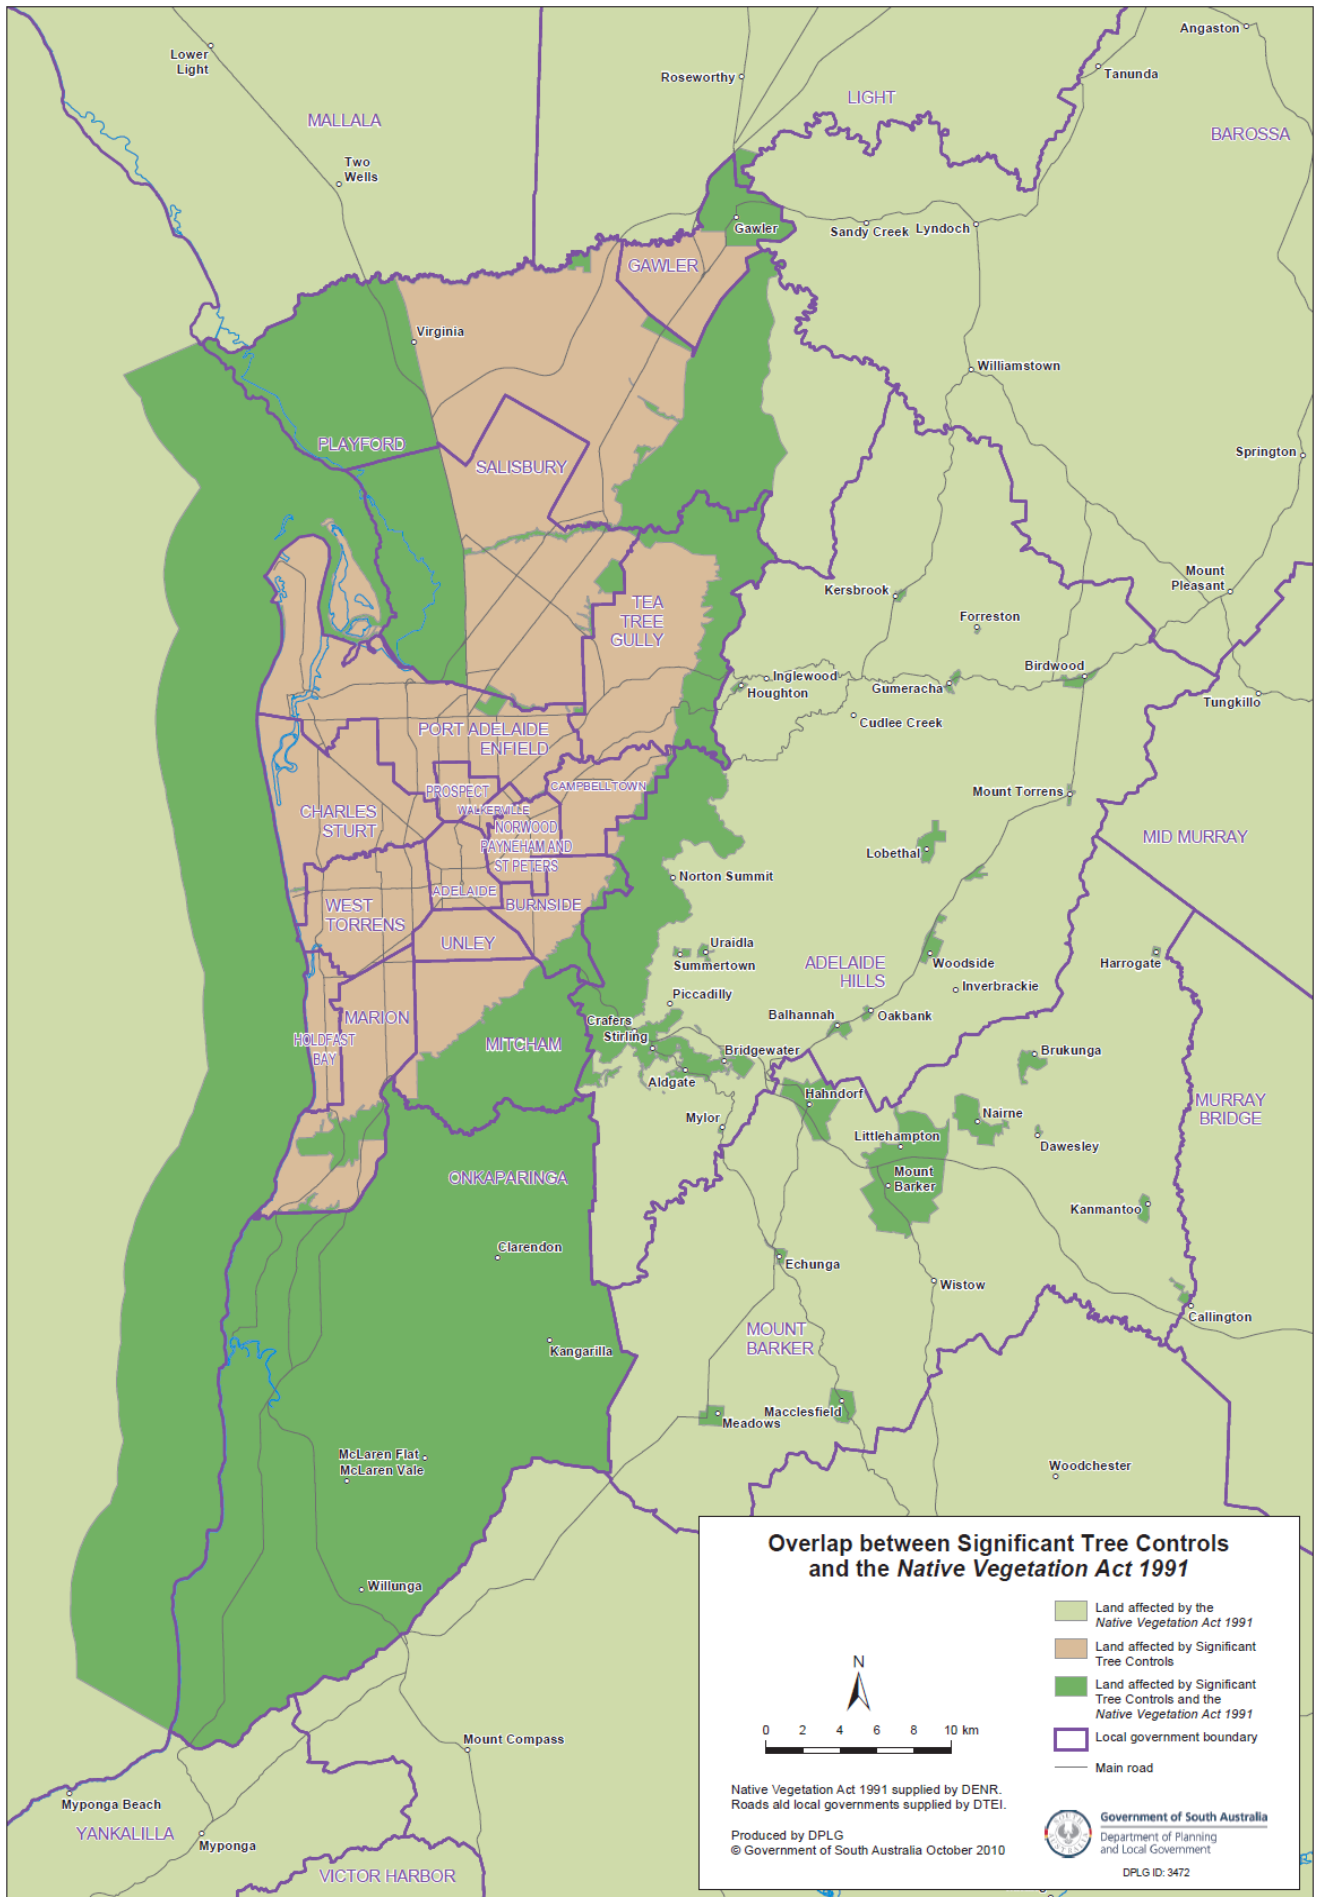 Angaston
Lower
Light
Roseworthy
Tanunda
LIGHT
MALLALA
BAROSSA
Two
Wells
Gawler
Sandy Creek
Lyndoch
GAWLER
Virginia
Williamstown
PLAYFORD
SALISBURY
Springton
Mount
Pleasant
Kersbrook
TEA
TREE
GULLY
Forreston
Birdwood
Inglewood
Houghton
Gumeracha
Tungkillo
Cudlee Creek
PORT ADELAIDE
ENFIELD
PROSPECT
CAMPBELLTOWN
Mount Torrens
CHARLES
STURT
WALKERVILLE
NORWOOD
PAYNEHAM AND
ST PETERS
MID MURRAY
Lobethal
Norton Summit
ADELAIDE
WEST
TORRENS
BURNSIDE
UNLEY
Uraidla
Summertown
ADELAIDE
HILLS
Woodside
Harrogate
Inverbrackie
Piccadilly
MARION
Crafers
Stirling
Balhannah
Oakbank
HOLDFAST
BAY
MITCHAM
Bridgewater
Brukunga
Aldgate
Hahndorf
MURRAY
BRIDGE
Mylor
Nairne
Littlehampton
Dawesley
ONKAPARINGA
Mount
Barker
Kanmantoo
Clarendon
Echunga
Wistow
Callington
MOUNT
BARKER
Kangarilla
Macclesfield
Meadows
McLaren Flat
McLaren Vale
Woodchester
Willunga
Mount Compass
Myponga Beach
YANKALILLA
Myponga
VICTOR HARBOR
Overlap between Significant Tree Controls
and the Native Vegetation Act 1991
Land affected by the
Native Vegetation Act 1991
Land affected by Significant
Tree Controls
Land affected by Significant
Tree Controls and the
Native Vegetation Act 1991
Local government boundary
Main road
N
0 2 4 6 8 10 km
Native Vegetation Act 1991 supplied by DENR.
Roads ald local governments supplied by DTEI.
Produced by DPLG
© Government of South Australia October 2010
SOUTH AUSTRALIA
Government of South Australia
Department of Planning
and Local Government
DPLG ID: 3472